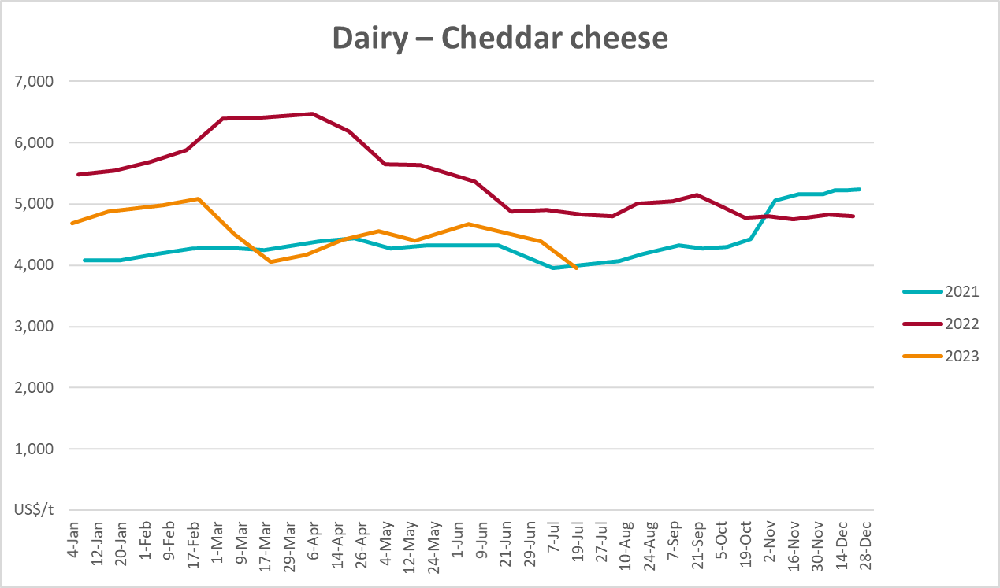 Dairy – Cheddar cheese
7,000
6,000
5,000
4,000
3,000
2,000
1,000
US$/t
4-Jan
12-Jan
20-Jan
1-Feb
9-Feb
17-Feb
1-Mar
9-Mar
17-Mar
29-Mar
6-Apr
14-Apr
26-Apr
4-May
12-May
24-May
1-Jun
9-Jun
21-Jun
29-Jun
7-Jul
19-Jul
27-Jul
10-Aug
24-Aug
7-Sep
21-Sep
5-Oct
19-Oct
2-Nov
16-Nov
30-Nov
14-Dec
28-Dec
2021
2022
2023